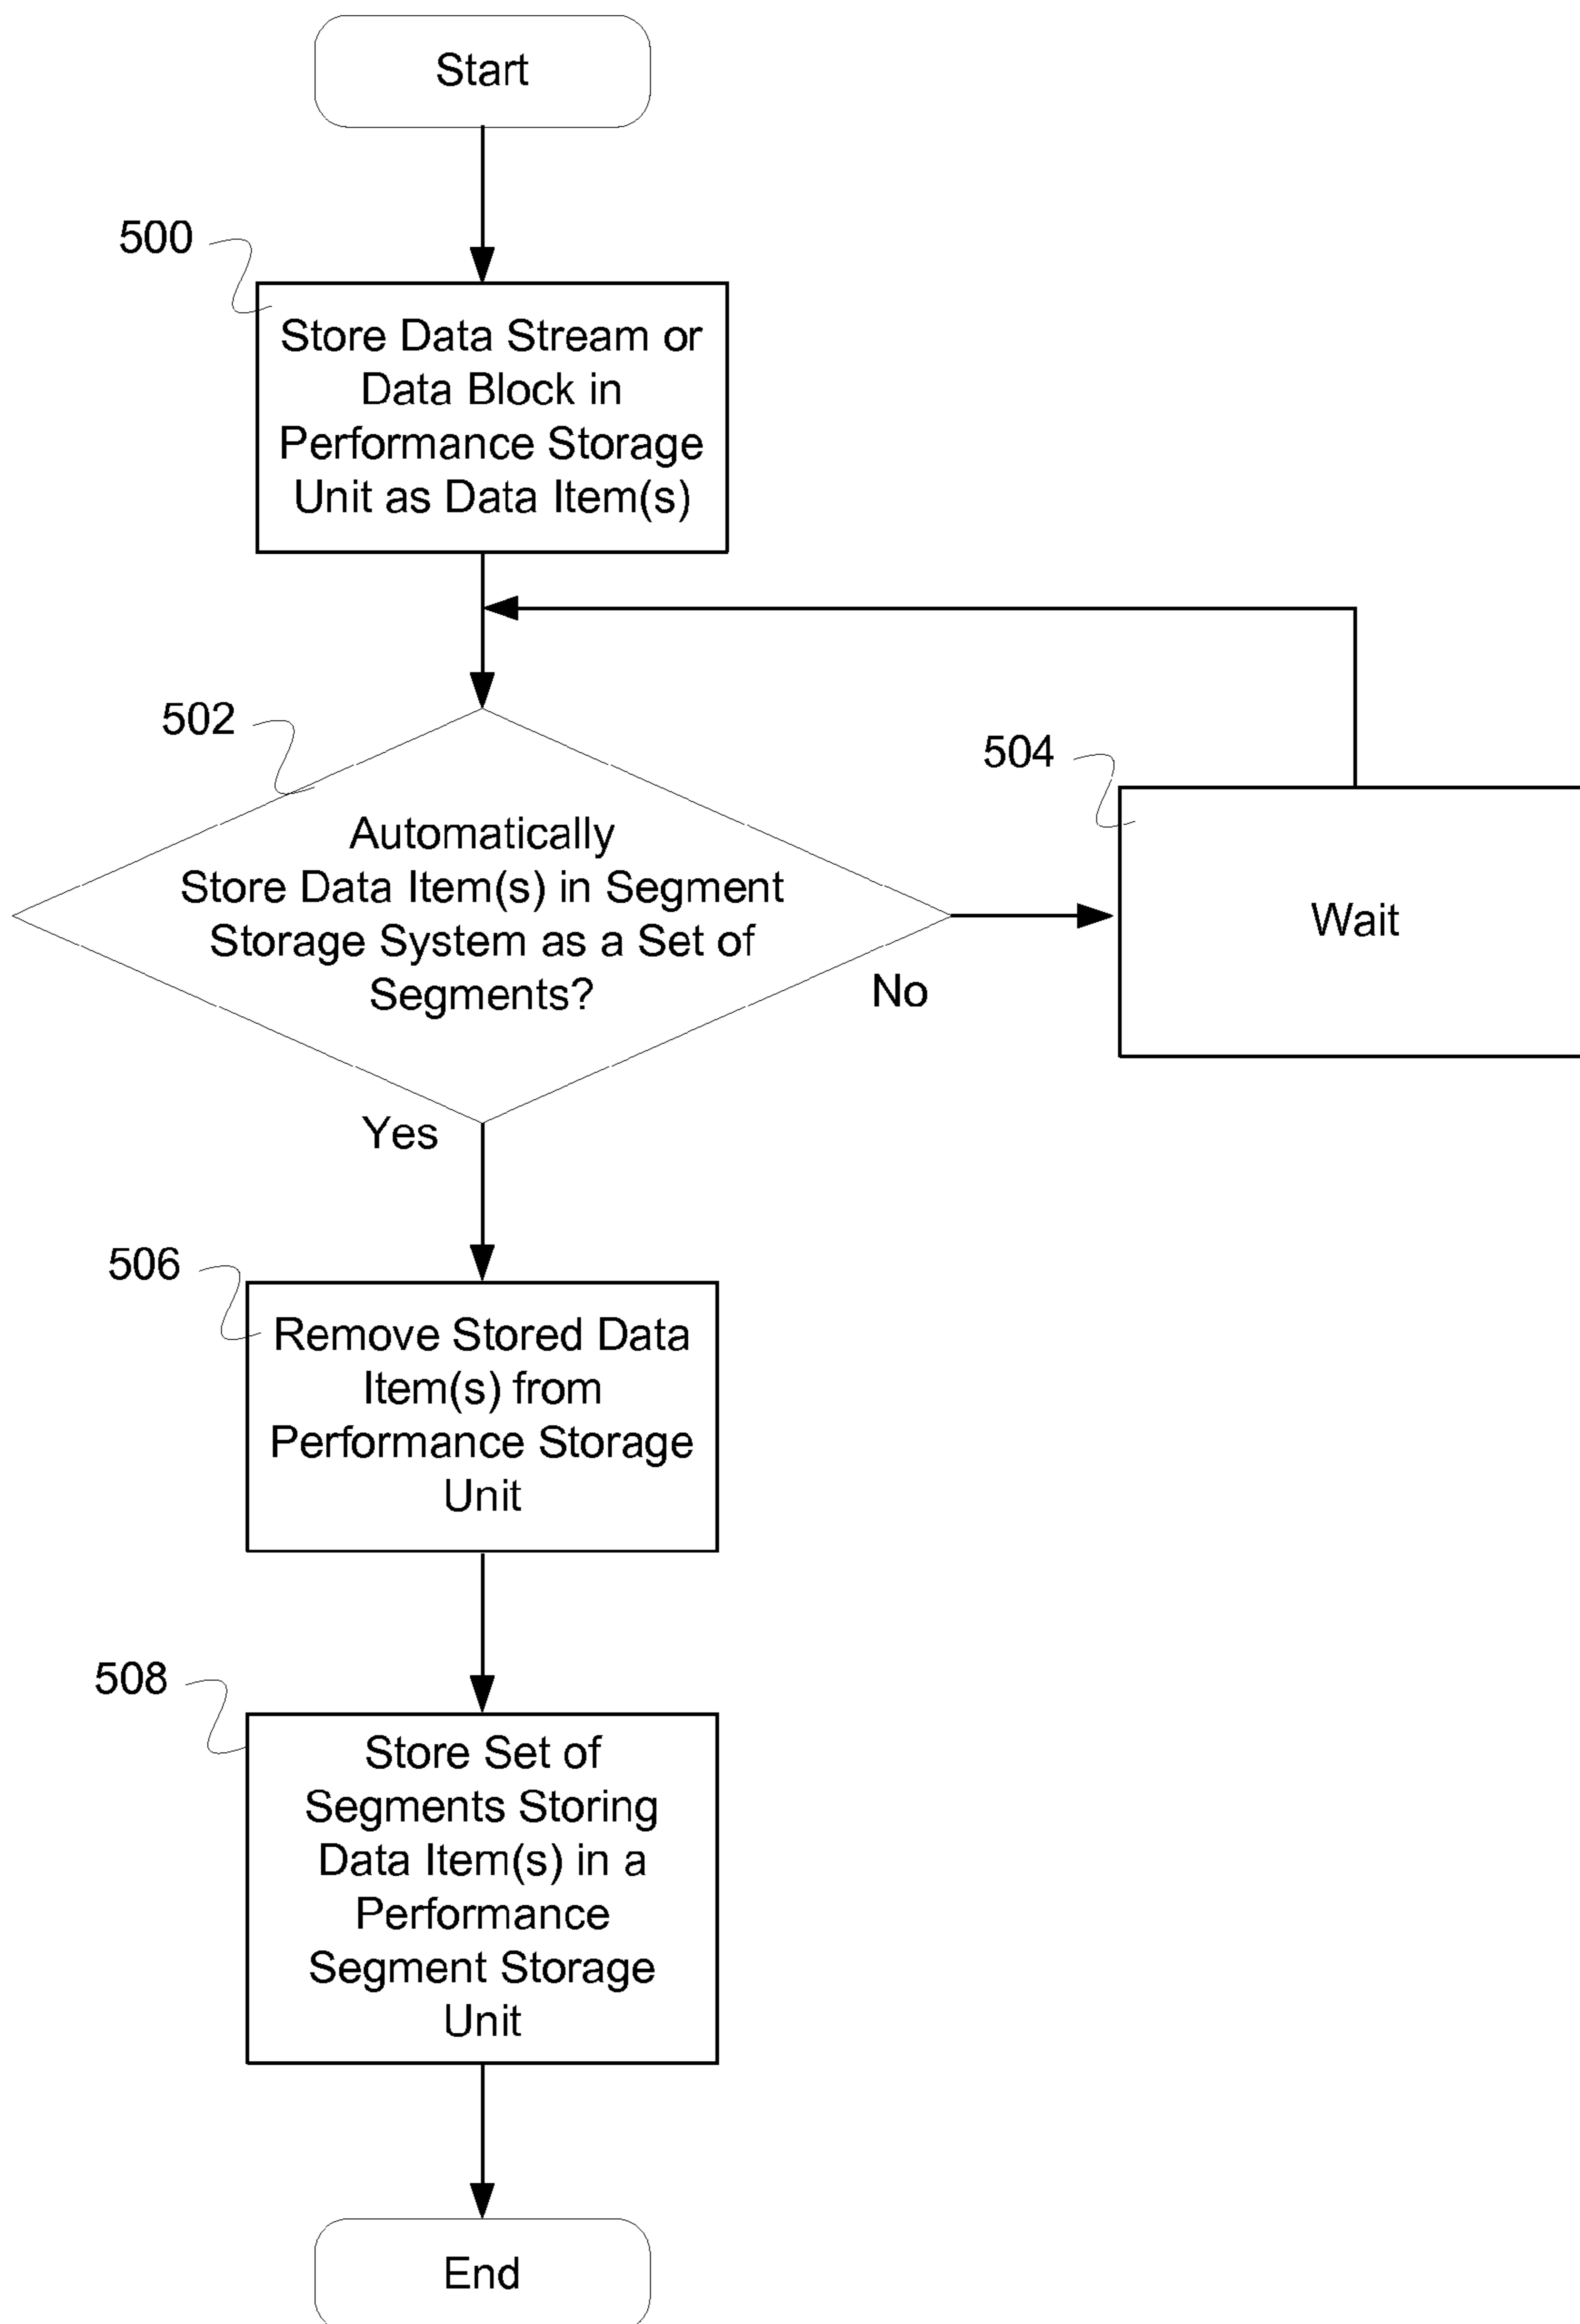 Start
500
Store Data Stream or
Data Block in
Performance Storage
Unit as Data Item(s)
502
Automatically
Store Data Item(s) in Segment
Storage System as a Set of
Segments?
504
Wait
No
Yes
506
Remove Stored Data
Item(s) from
Performance Storage
Unit
508
Store Set of
Segments Storing
Data Item(s) in a
Performance
Segment Storage
Unit
End